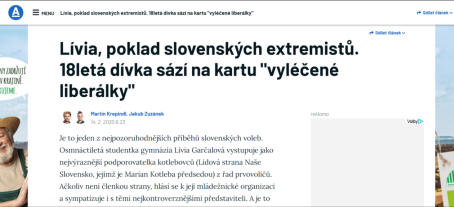 MENU Lívia, poklad slovenských extremistů. 18letá dívka sází na kartu "vyléčené liberálky" Sdílet článek
Sdílet článek
Lívia, poklad slovenských extremistů.
18letá dívka sází na kartu "vyléčené
liberálky"
Martin Krepindl, Jakub Zuzánek
14. 2. 2020 6:23
REKLAMA
Je to jeden z nejpozoruhodnějších příběhů slovenských voleb.
Osmnáctiletá studentka gymnázia Lívia Garčalová vystupuje jako
nejvýraznější podporovatelka kotlebovců (Lidová strana Naše
Slovensko, jejímž je Marian Kotleba předsedou) z řad prvovoličů.
Ačkoliv není členkou strany, hlásí se k její mládežnické organizaci
a sympatizuje i s těmi nejkontroverznějšími představiteli. A je to